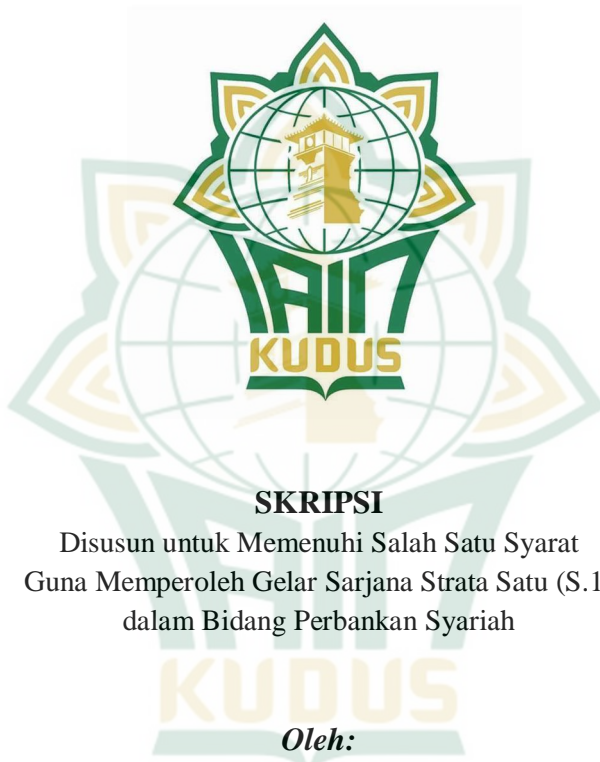 IAIN
KUDUS
SKRIPSI
Disusun untuk Memenuhi Salah Satu Syarat
Guna Memperoleh Gelar Sarjana Strata Satu (S.1
dalam Bidang Perbankan Syariah
KUDUS
Oleh: